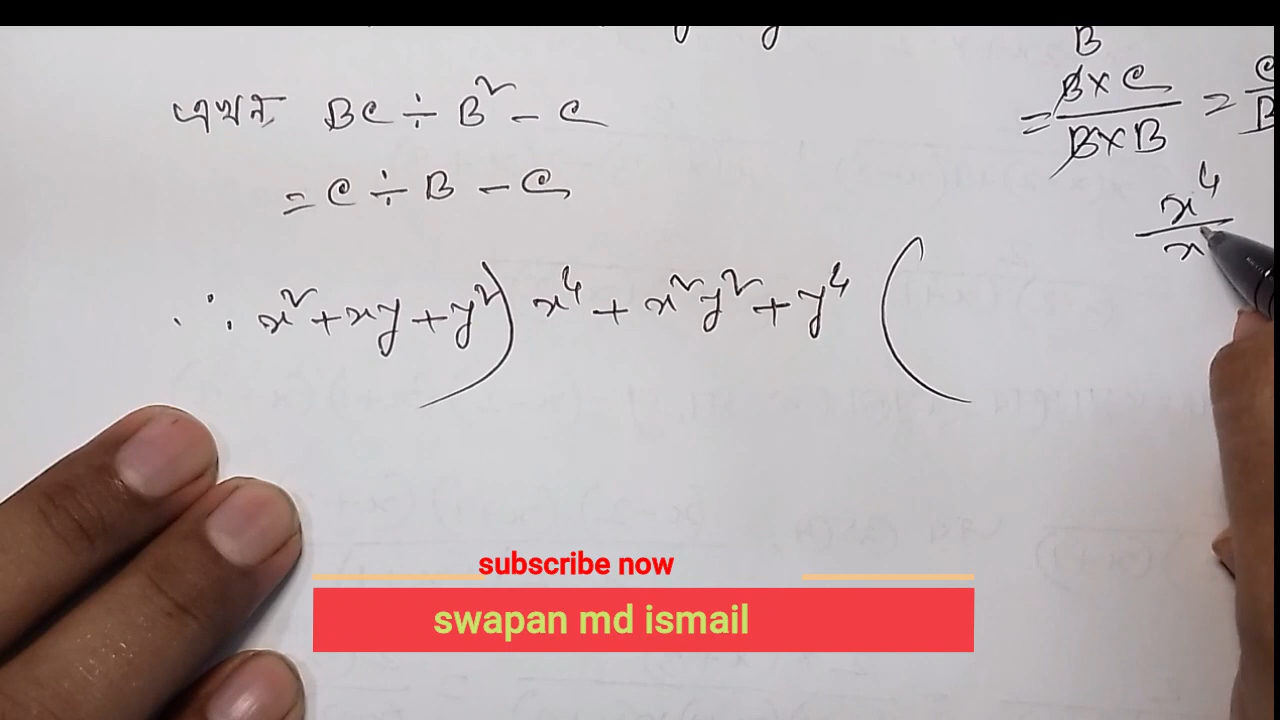 এখন BC ÷ B² - C
= C ÷ B - C
∴ x²+xy+y²) x⁴ + x²y² + y⁴ (
B
= B×C / B×B = C / B
x⁴ / x
subscribe now
swapan md ismail